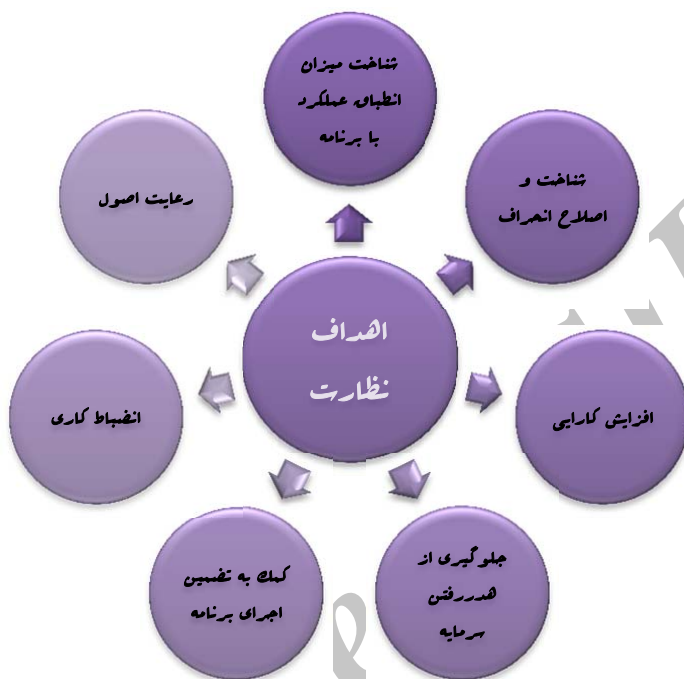 شناخت میزان
انطباق عملکرد
با برنامه
شناخت و
اصلاح انحراف
رعایت اصول
اهداف
نظارت
افزایش کارایی
انضباط کاری
جلوگیری از
هدررفتن
سرمایه
کمک به تضمین
اجرای برنامه